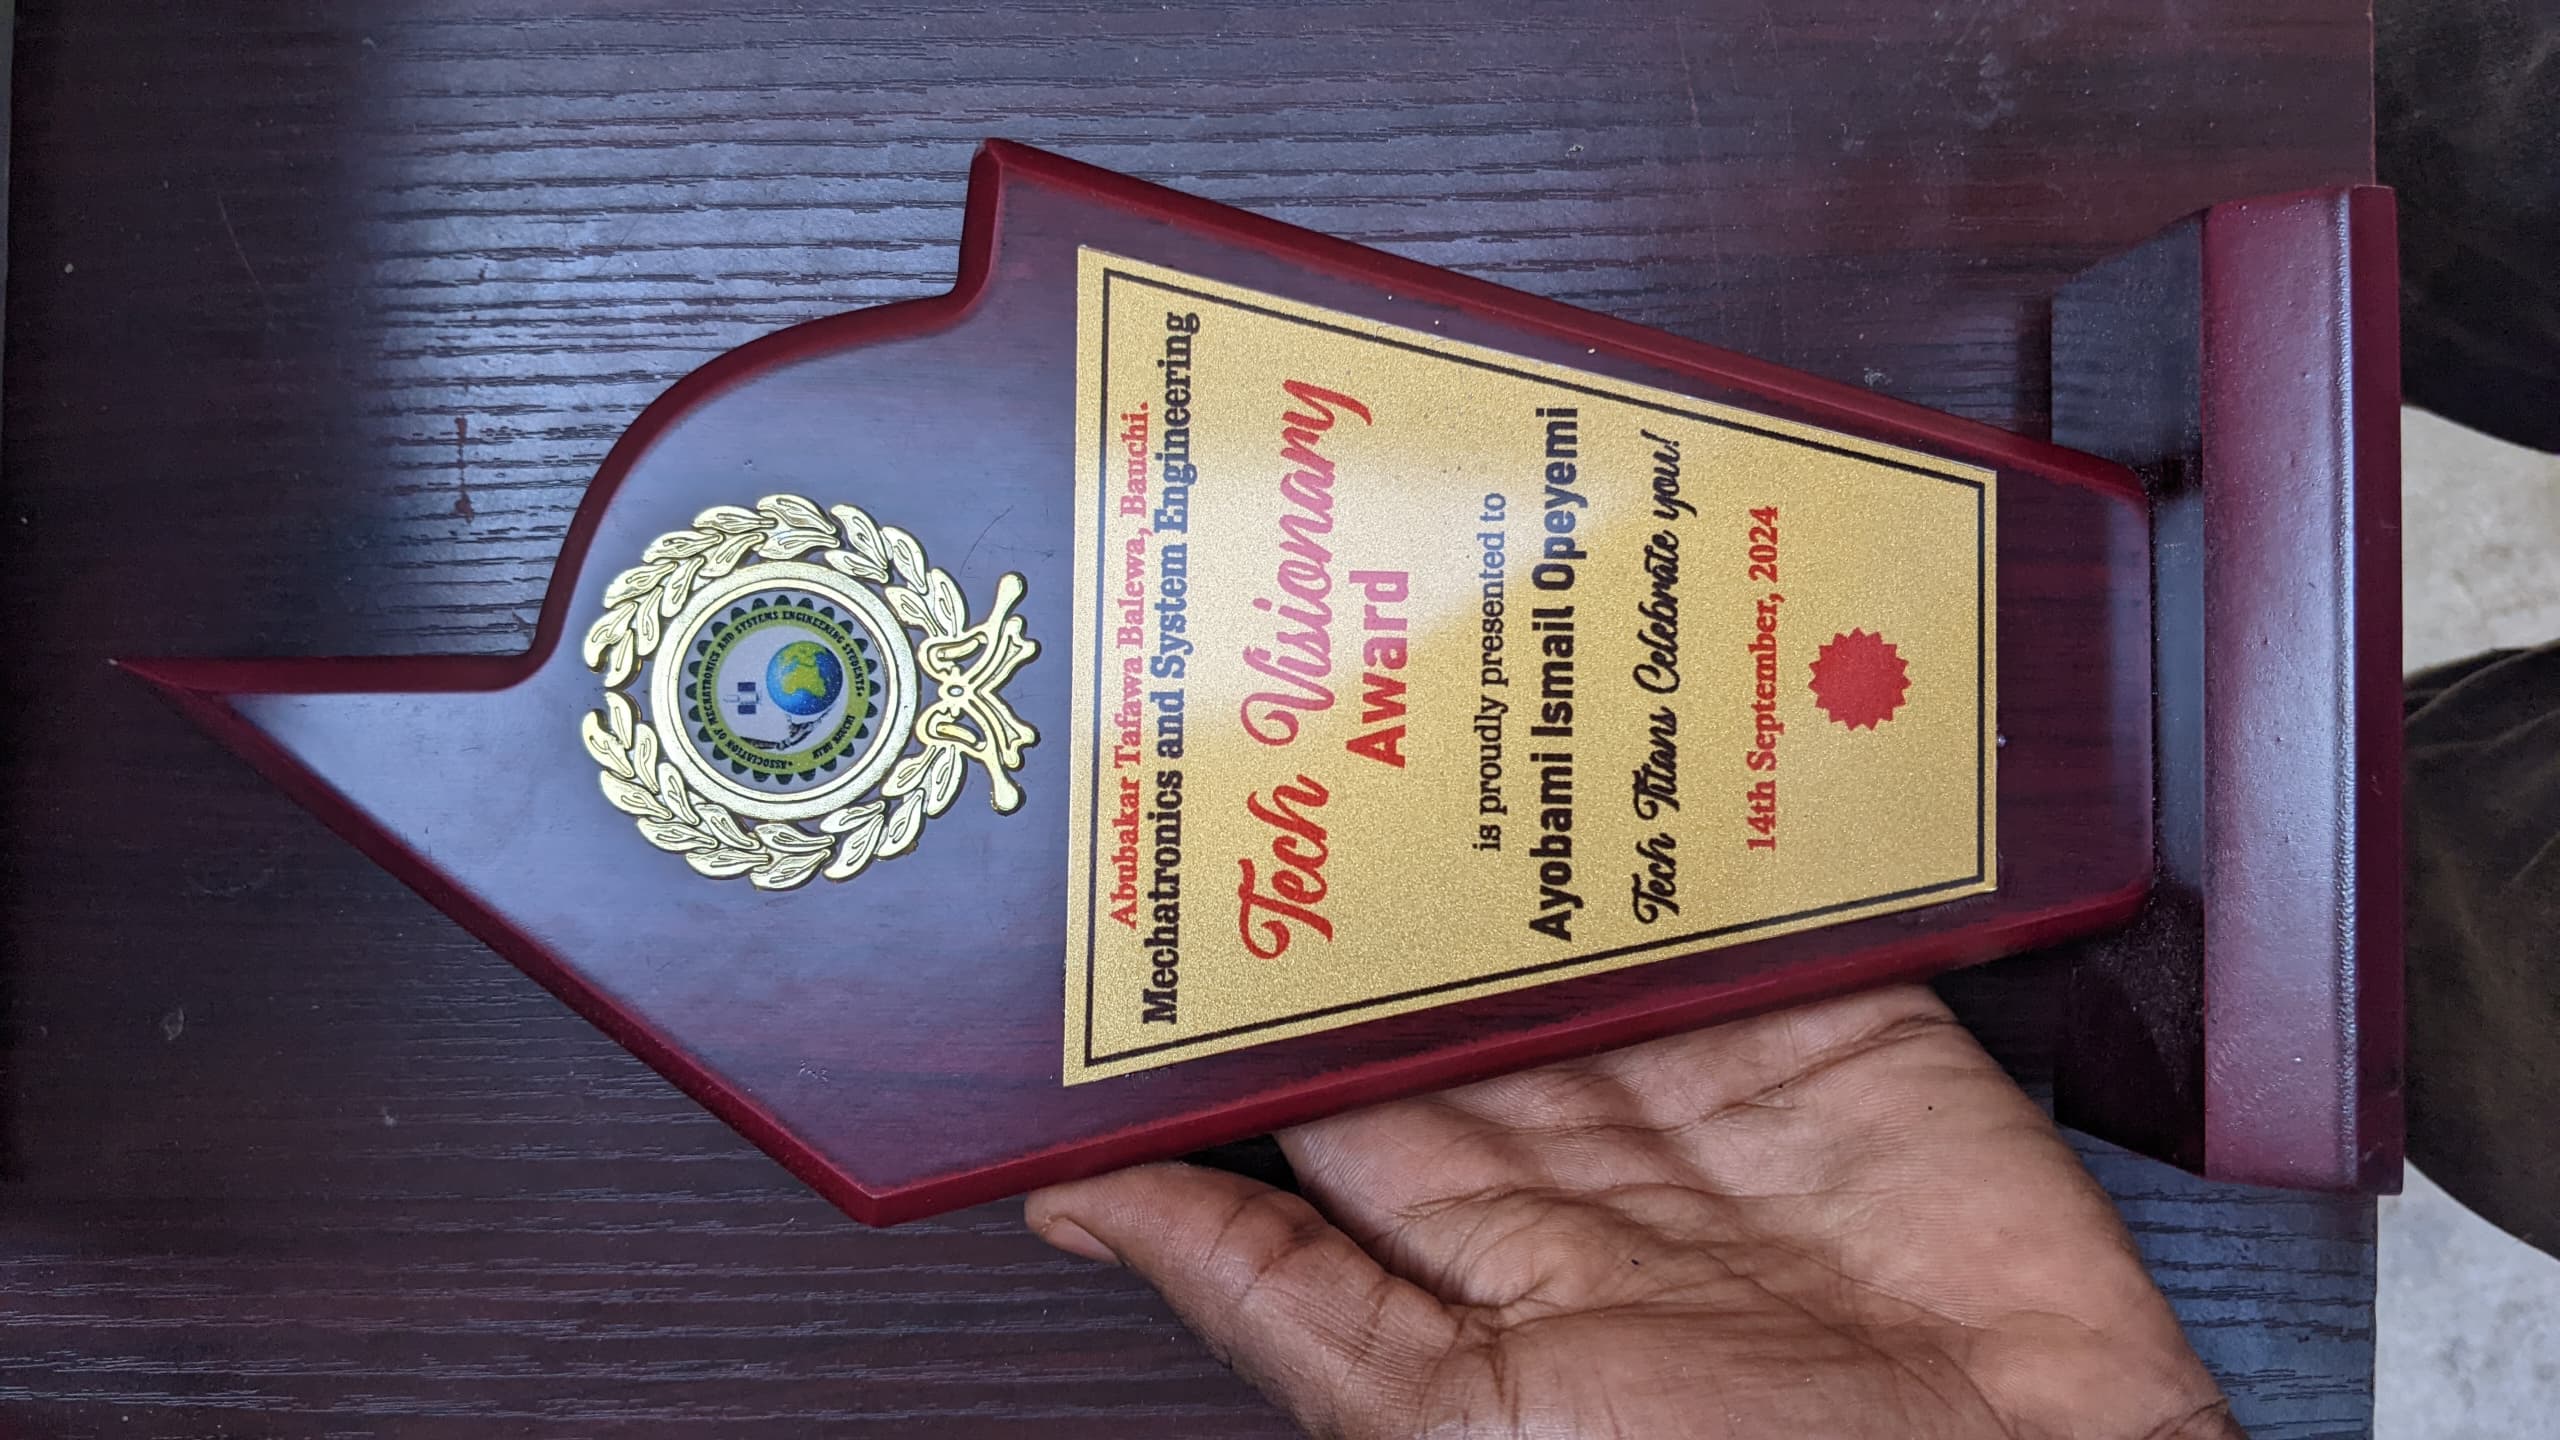 •ASSOCIATION OF MECHATRONICS AND SYSTEMS ENGINEERING STUDENTS•
Abubakar Tafawa Balewa, Bauchi.
Mechatronics and System Engineering
Tech Visionary
Award
is proudly presented to
Ayobami Ismail Opeyemi
Tech Titans Celebrate you!
14th September, 2024